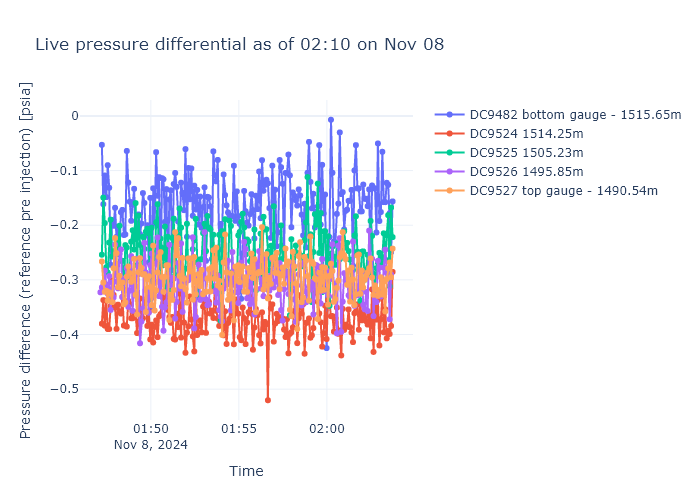 Live pressure differential as of 02:10 on Nov 08
Pressure difference (reference pre injection) [psia]
0
−0.1
−0.2
−0.3
−0.4
−0.5
01:50
Nov 8, 2024
01:55
02:00
Time
DC9482 bottom gauge - 1515.65m
DC9524 1514.25m
DC9525 1505.23m
DC9526 1495.85m
DC9527 top gauge - 1490.54m